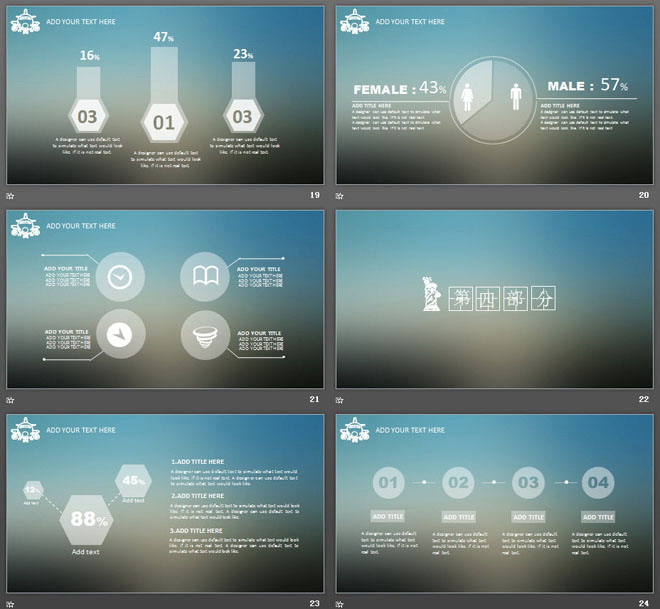 ADD YOUR TEXT HERE
16%
47%
23%
03
01
03
A designer can use default text
to simulate what text would look
like. If it is not real text.
A designer can use default text
to simulate what text would look
like. If it is not real text.
A designer can use default text
to simulate what text would look
like. If it is not real text.
19
ADD YOUR TEXT HERE
FEMALE : 43%
MALE : 57%
ADD TITLE HERE
A designer can use default text to simulate what
text would look like. If it is not real text
A designer can use default text to simulate what
text would look like. If it is not real text
ADD TITLE HERE
A designer can use default text to simulate what
text would look like. If it is not real text
A designer can use default text to simulate what
text would look like. If it is not real text
20
ADD YOUR TEXT HERE
ADD YOUR TITLE
ADD YOUR TEXT HERE
ADD YOUR TEXT HERE
ADD YOUR TEXT HERE
ADD YOUR TITLE
ADD YOUR TEXT HERE
ADD YOUR TEXT HERE
ADD YOUR TEXT HERE
ADD YOUR TITLE
ADD YOUR TEXT HERE
ADD YOUR TEXT HERE
ADD YOUR TEXT HERE
ADD YOUR TITLE
ADD YOUR TEXT HERE
ADD YOUR TEXT HERE
ADD YOUR TEXT HERE
21
第四部分
22
ADD YOUR TEXT HERE
12%
Add text
45%
Add text
88%
Add text
1.ADD TITLE HERE
A designer can use default text to simulate what text would
look like. If it is not real text. A designer can use default text
to simulate what text would look like.
2.ADD TITLE HERE
A designer can use default text to simulate what text would
look like. If it is not real text. A designer can use default text
to simulate what text would look like.
3.ADD TITLE HERE
A designer can use default text to simulate what text would
look like. If it is not real text. A designer can use default text
to simulate what text would look like.
23
ADD YOUR TEXT HERE
01
02
03
04
ADD TITLE
ADD TITLE
ADD TITLE
ADD TITLE
A designer can use default
text to simulate what text
would look like. If it is not
real text.
A designer can use default
text to simulate what text
would look like. If it is not
real text.
A designer can use default
text to simulate what text
would look like. If it is not
real text.
A designer can use default
text to simulate what text
would look like. If it is not
real text.
24